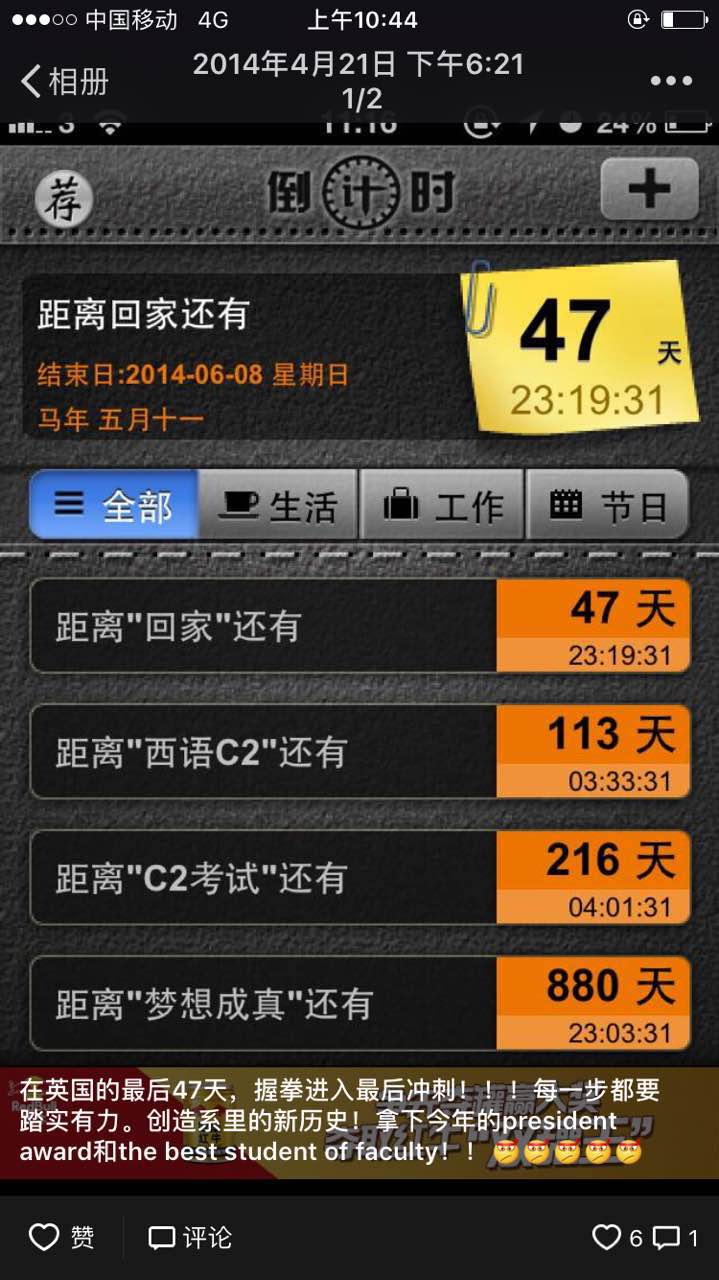 中国移动 4G 上午10:44
相册 2014年4月21日 下午6:21
1/2
3 11:16 24%
荐 倒计时
距离回家还有
47 天
结束日:2014-06-08 星期日
23:19:31
马年 五月十一
全部 生活 工作 节日
距离"回家"还有 47 天
23:19:31
距离"西语C2"还有 113 天
03:33:31
距离"C2考试"还有 216 天
04:01:31
距离"梦想成真"还有 880 天
23:03:31
在英国的最后47天，握拳进入最后冲刺！！！每一步都要
踏实有力。创造系里的新历史！拿下今年的president
award和the best student of faculty！！
赞 评论 6 1